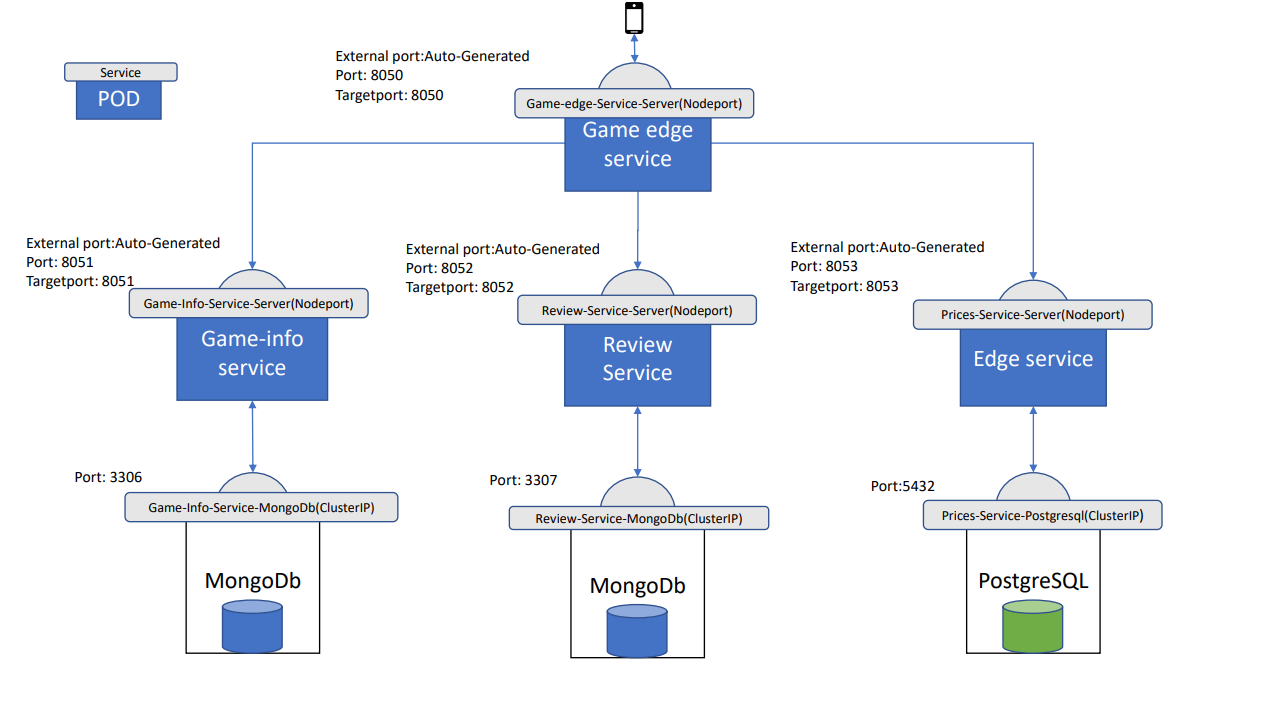 External port:Auto-Generated
Port: 8050
Targetport: 8050
Service
POD
Game-edge-Service-Server(Nodeport)
Game edge
service
External port:Auto-Generated
Port: 8051
Targetport: 8051
Game-Info-Service-Server(Nodeport)
Game-info
service
External port:Auto-Generated
Port: 8052
Targetport: 8052
Review-Service-Server(Nodeport)
Review
Service
External port:Auto-Generated
Port: 8053
Targetport: 8053
Prices-Service-Server(Nodeport)
Edge service
Port: 3306
Game-Info-Service-MongoDb(ClusterIP)
MongoDb
Port: 3307
Review-Service-MongoDb(ClusterIP)
MongoDb
Port:5432
Prices-Service-Postgresql(ClusterIP)
PostgreSQL